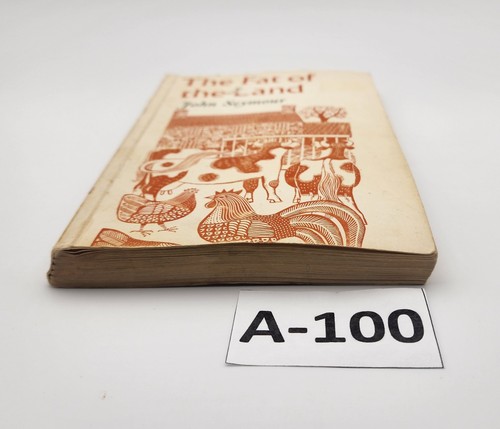 The Fat of
the Land
John Seymour
A-100